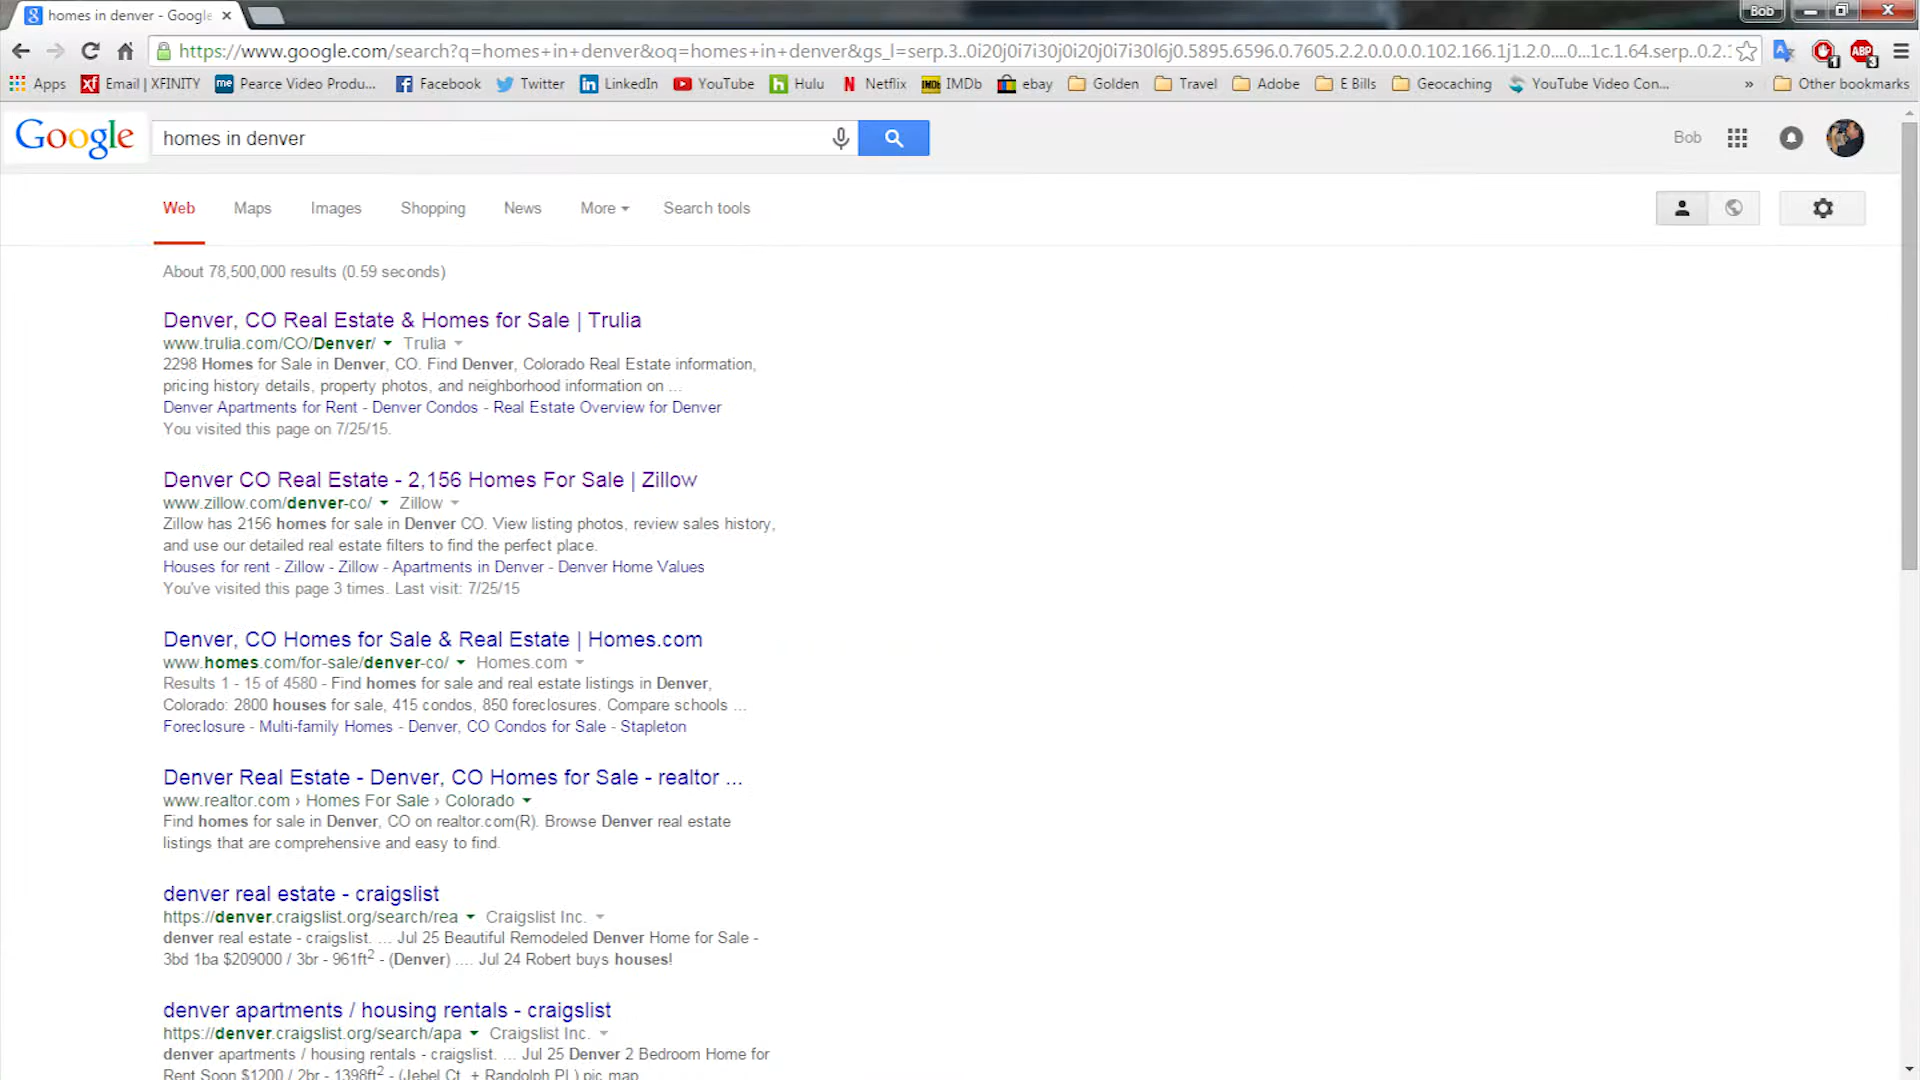 homes in denver - Google
Bob
https://www.google.com/search?q=homes+in+denver&oq=homes+in+denver&gs_l=serp.3..0i20j0i7i30j0i20j0i7i30l6j0.5895.6596.0.7605.2.2.0.0.0.0.102.166.1j1.2.0....0...1c.1.64.serp..0.2.1
ABP
1
3
Apps
xf Email | XFINITY
me Pearce Video Produ...
Facebook
Twitter
LinkedIn
YouTube
Hulu
Netflix
IMDb
ebay
Golden
Travel
Adobe
E Bills
Geocaching
YouTube Video Con...
»
Other bookmarks
Google
homes in denver
Bob
Web
Maps
Images
Shopping
News
More
Search tools
About 78,500,000 results (0.59 seconds)
Denver, CO Real Estate & Homes for Sale | Trulia
www.trulia.com/CO/Denver/ Trulia
2298 Homes for Sale in Denver, CO. Find Denver, Colorado Real Estate information,
pricing history details, property photos, and neighborhood information on ...
Denver Apartments for Rent - Denver Condos - Real Estate Overview for Denver
You visited this page on 7/25/15.
Denver CO Real Estate - 2,156 Homes For Sale | Zillow
www.zillow.com/denver-co/ Zillow
Zillow has 2156 homes for sale in Denver CO. View listing photos, review sales history,
and use our detailed real estate filters to find the perfect place.
Houses for rent - Zillow - Zillow - Apartments in Denver - Denver Home Values
You've visited this page 3 times. Last visit: 7/25/15
Denver, CO Homes for Sale & Real Estate | Homes.com
www.homes.com/for-sale/denver-co/ Homes.com
Results 1 - 15 of 4580 - Find homes for sale and real estate listings in Denver,
Colorado: 2800 houses for sale, 415 condos, 850 foreclosures. Compare schools ...
Foreclosure - Multi-family Homes - Denver, CO Condos for Sale - Stapleton
Denver Real Estate - Denver, CO Homes for Sale - realtor ...
www.realtor.com › Homes For Sale › Colorado
Find homes for sale in Denver, CO on realtor.com(R). Browse Denver real estate
listings that are comprehensive and easy to find.
denver real estate - craigslist
https://denver.craigslist.org/search/rea Craigslist Inc.
denver real estate - craigslist. ... Jul 25 Beautiful Remodeled Denver Home for Sale -
3bd 1ba $209000 / 3br - 961ft2 - (Denver) .... Jul 24 Robert buys houses!
denver apartments / housing rentals - craigslist
https://denver.craigslist.org/search/apa Craigslist Inc.
denver apartments / housing rentals - craigslist. ... Jul 25 Denver 2 Bedroom Home for
Rent Soon $1200 / 2br - 1398ft2 - (Jebel Ct. + Randolph Pl.) pic map